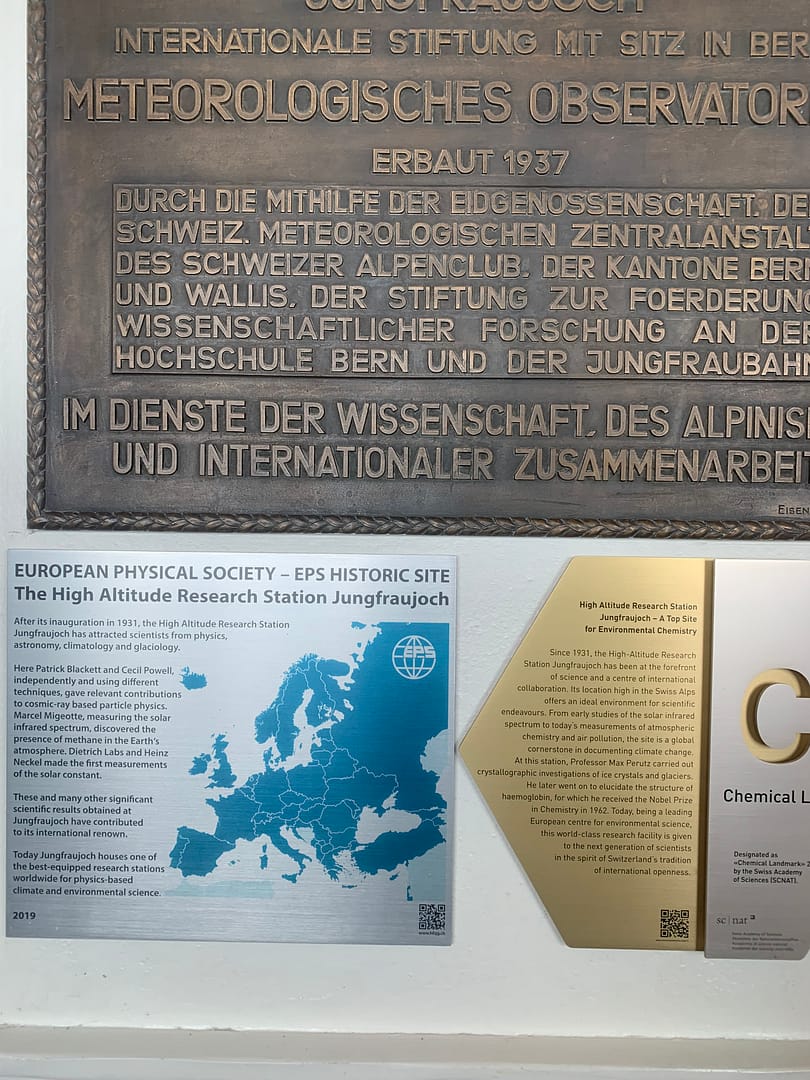 JUNGFRAUJOCH
INTERNATIONALE STIFTUNG MIT SITZ IN BER
METEOROLOGISCHES OBSERVATOR
ERBAUT 1937
DURCH DIE MITHILFE DER EIDGENOSSENSCHAFT. DE
SCHWEIZ. METEOROLOGISCHEN ZENTRALANSTAL
DES SCHWEIZER ALPENCLUB. DER KANTONE BER
UND WALLIS. DER STIFTUNG ZUR FOERDERUN
WISSENSCHAFTLICHER FORSCHUNG AN DE
HOCHSCHULE BERN UND DER JUNGFRAUBAHN
IM DIENSTE DER WISSENSCHAFT. DES ALPINIS
UND INTERNATIONALER ZUSAMMENARBEIT
EISEN
EUROPEAN PHYSICAL SOCIETY – EPS HISTORIC SITE
The High Altitude Research Station Jungfraujoch
After its inauguration in 1931, the High Altitude Research Station
Jungfraujoch has attracted scientists from physics,
astronomy, climatology and glaciology.
Here Patrick Blackett and Cecil Powell,
independently and using different
techniques, gave relevant contributions
to cosmic-ray based particle physics.
Marcel Migeotte, measuring the solar
infrared spectrum, discovered the
presence of methane in the Earth's
atmosphere. Dietrich Labs and Heinz
Neckel made the first measurements
of the solar constant.
These and many other significant
scientific results obtained at
Jungfraujoch have contributed
to its international renown.
Today Jungfraujoch houses one of
the best-equipped research stations
worldwide for physics-based
climate and environmental science.
2019
EPS
www.hfsjg.ch
High Altitude Research Station
Jungfraujoch – A Top Site
for Environmental Chemistry
Since 1931, the High-Altitude Research
Station Jungfraujoch has been at the forefront
of science and a centre of international
collaboration. Its location high in the Swiss Alps
offers an ideal environment for scientific
endeavours. From early studies of the solar infrared
spectrum to today's measurements of atmospheric
chemistry and air pollution, the site is a global
cornerstone in documenting climate change.
At this station, Professor Max Perutz carried out
crystallographic investigations of ice crystals and glaciers.
He later went on to elucidate the structure of
haemoglobin, for which he received the Nobel Prize
in Chemistry in 1962. Today, being a leading
European centre for environmental science,
this world-class research facility is given
to the next generation of scientists
in the spirit of Switzerland's tradition
of international openness.
C
Chemical L
Designated as
«Chemical Landmark» 2
by the Swiss Academy
of Sciences (SCNAT).
sc | nat